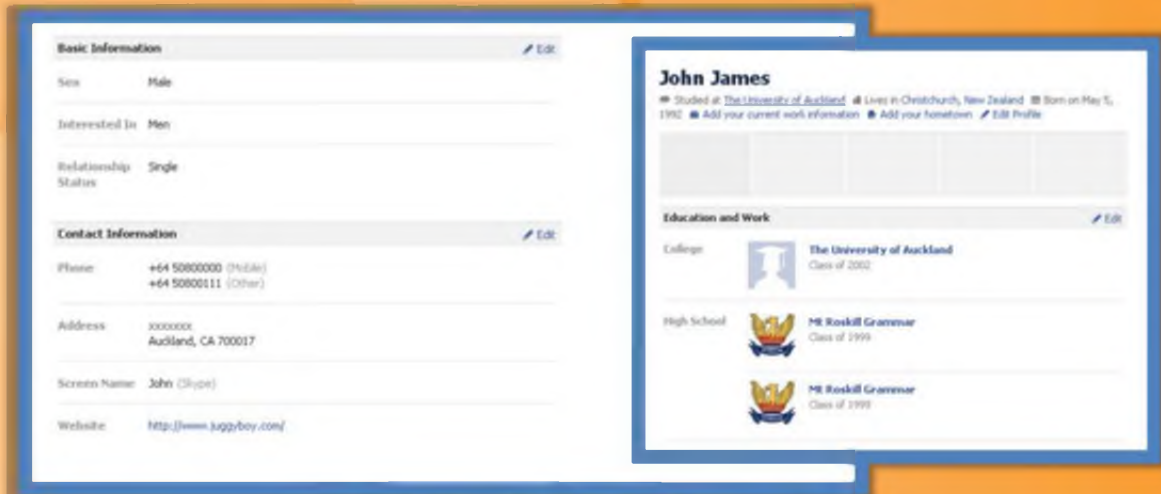 Basic Information
Edit
Sex Male
Interested In Men
Relationship Status Single
Contact Information
Edit
Phone +64 50800000 (Mobile)
+64 50800111 (Other)
Address xxxxxxx
Auckland, CA 700017
Screen Name John (Skype)
Website http://www.juggyboy.com/
John James
Studied at The University of Auckland Lives in Christchurch, New Zealand Born on May 5,
1992 Add your current work information Add your hometown Edit Profile
Education and Work
Edit
College The University of Auckland
Class of 2002
High School Mt Roskill Grammar
Class of 1999
Mt Roskill Grammar